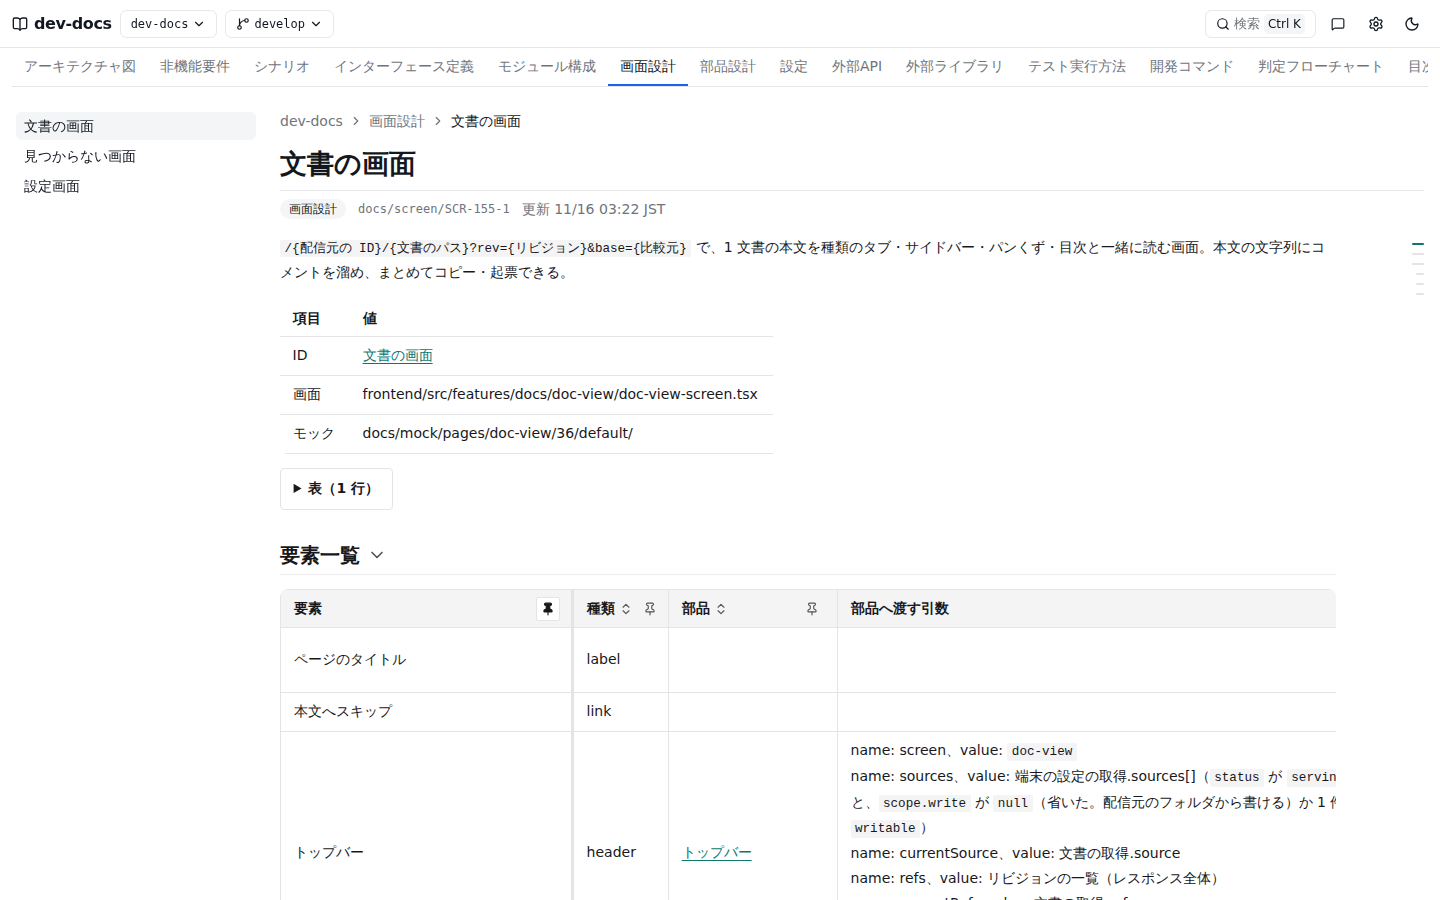 dev-docs dev-docs develop 検索 Ctrl K
アーキテクチャ図 非機能要件 シナリオ インターフェース定義 モジュール構成 画面設計 部品設計 設定 外部API 外部ライブラリ テスト実行方法 開発コマンド 判定フローチャート 目次
文書の画面
見つからない画面
設定画面
dev-docs 画面設計 文書の画面
文書の画面
画面設計 docs/screen/SCR-155-1 更新 11/16 03:22 JST
/{配信元の ID}/{文書のパス}?rev={リビジョン}&base={比較元} で、1 文書の本文を種類のタブ・サイドバー・パンくず・目次と一緒に読む画面。本文の文字列にコ
メントを溜め、まとめてコピー・起票できる。
項目 値
ID 文書の画面
画面 frontend/src/features/docs/doc-view/doc-view-screen.tsx
モック docs/mock/pages/doc-view/36/default/
表（1 行）
要素一覧
要素 種類 部品 部品へ渡す引数
ページのタイトル label
本文へスキップ link
name: screen、value: doc-view
name: sources、value: 端末の設定の取得.sources[]（status が servin
と、scope.write が null（省いた。配信元のフォルダから書ける）か 1 件
writable）
トップバー header トップバー
name: currentSource、value: 文書の取得.source
name: refs、value: リビジョンの一覧（レスポンス全体）